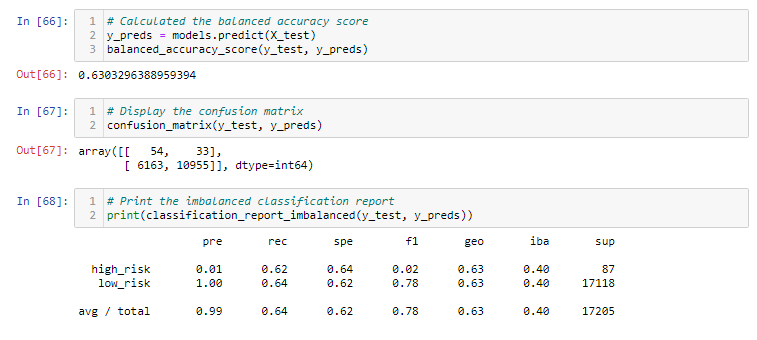 In [66]: 1 # Calculated the balanced accuracy score
2 y_preds = models.predict(X_test)
3 balanced_accuracy_score(y_test, y_preds)
Out[66]: 0.6303296388959394
In [67]: 1 # Display the confusion matrix
2 confusion_matrix(y_test, y_preds)
Out[67]: array([[ 54, 33],
[ 6163, 10955]], dtype=int64)
In [68]: 1 # Print the imbalanced classification report
2 print(classification_report_imbalanced(y_test, y_preds))
pre rec spe f1 geo iba sup
high_risk 0.01 0.62 0.64 0.02 0.63 0.40 87
low_risk 1.00 0.64 0.62 0.78 0.63 0.40 17118
avg / total 0.99 0.64 0.62 0.78 0.63 0.40 17205